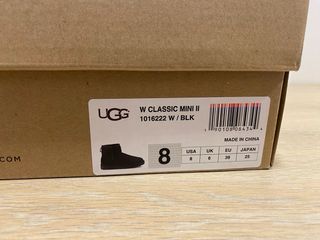 UGG
W CLASSIC MINI II
1016222 W / BLK
MADE IN CHINA
8
USA UK EU JAPAN
8 6 39 25
.COM